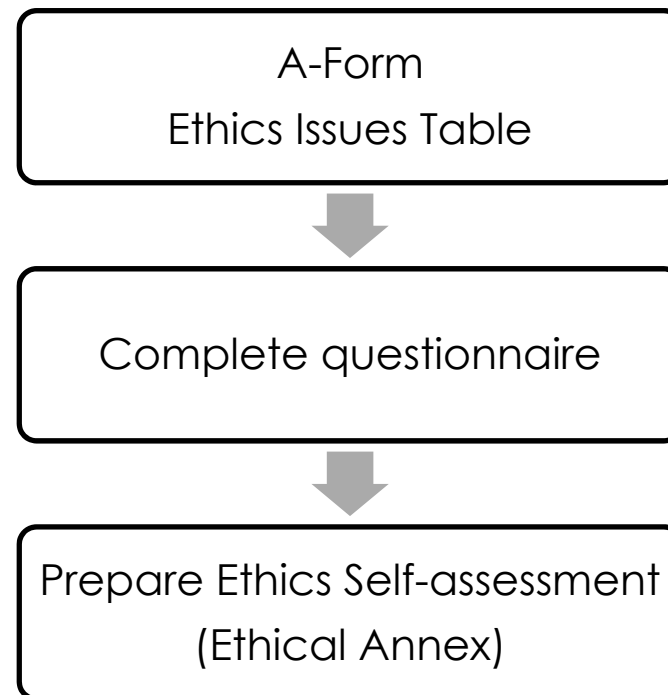 A-Form
Ethics Issues Table
Complete questionnaire
Prepare Ethics Self-assessment
(Ethical Annex)